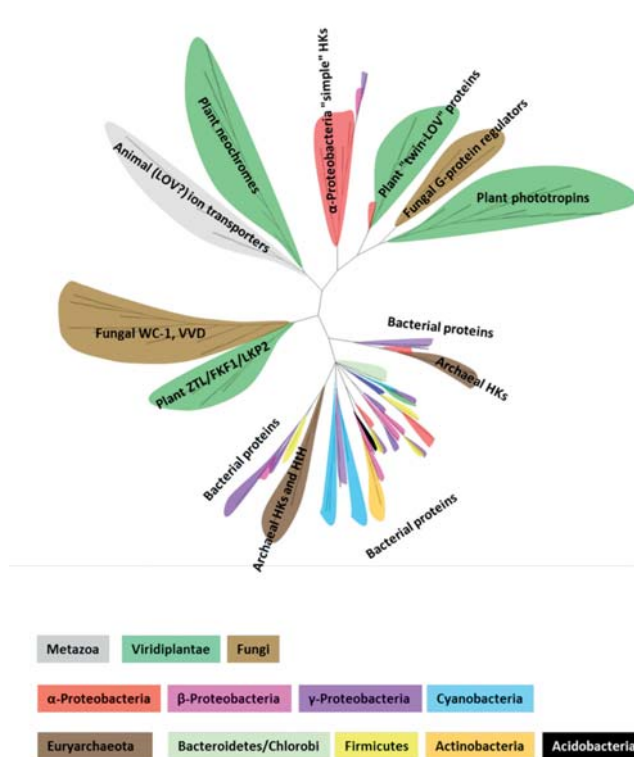 Plant neochromes
Animal (LOV?) ion transporters
α-Proteobacteria "simple" HKs
Plant "twin-LOV" proteins
Fungal G-protein regulators
Plant phototropins
Fungal WC-1, VVD
Plant ZTL/FKF1/LKP2
Bacterial proteins
Archaeal HKs
Bacterial proteins
Archaeal HKs and HtH
Bacterial proteins
Metazoa Viridiplantae Fungi
α-Proteobacteria β-Proteobacteria γ-Proteobacteria Cyanobacteria
Euryarchaeota Bacteroidetes/Chlorobi Firmicutes Actinobacteria Acidobacteria